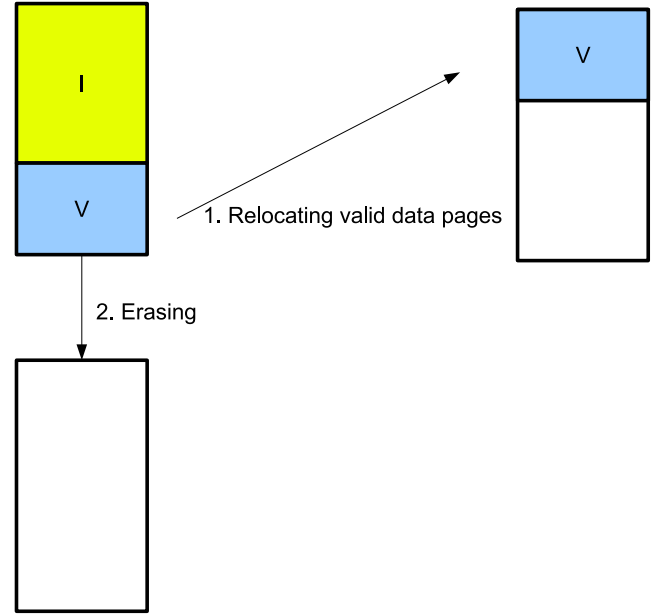 I
V
V
1. Relocating valid data pages
2. Erasing